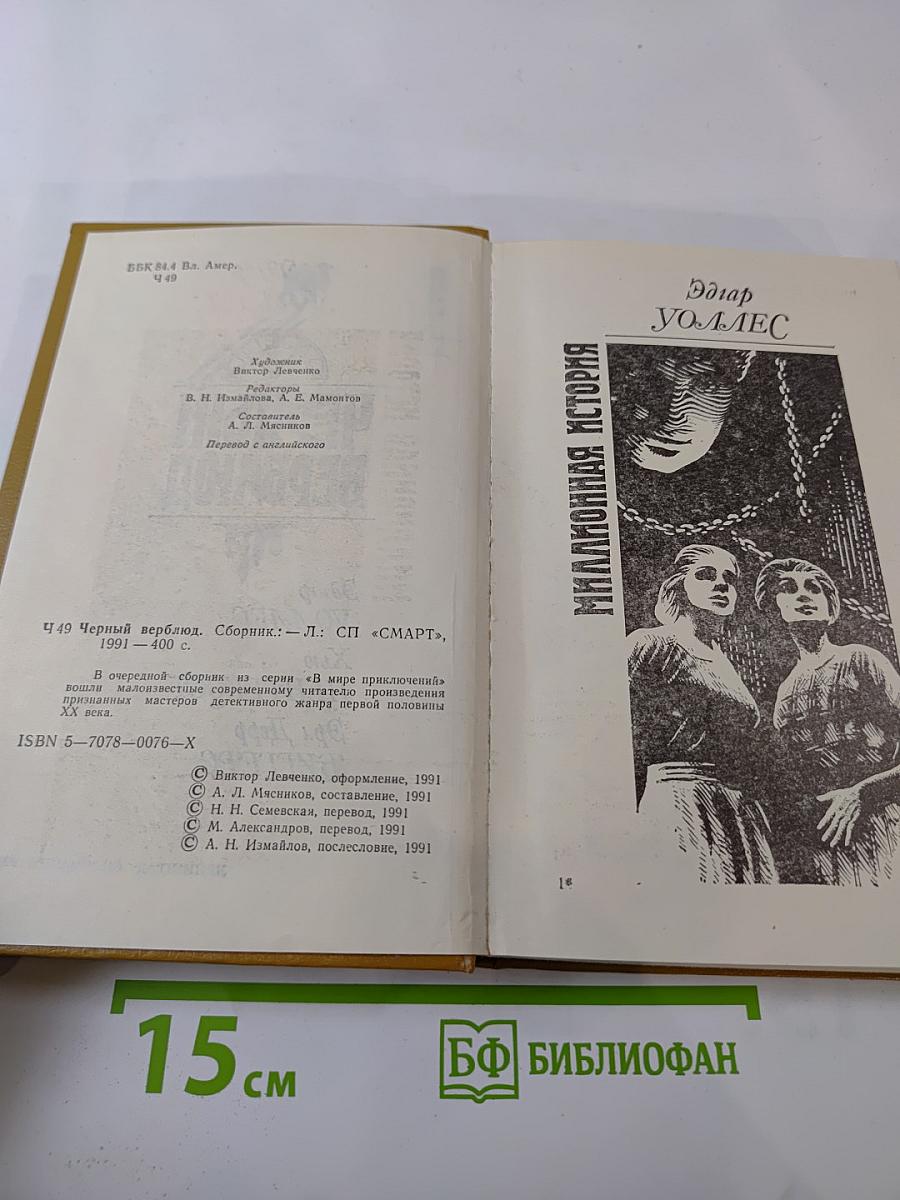 ББК 84.4 Вл. Амер.
Ч 49
Художник
Виктор Левченко
Редакторы
В. Н. Измайлова, А. Е. Мамонтов
Составитель
А. Л. Мясников
Перевод с английского
Ч 49 Черный верблюд. Сборник.: — Л.: СП «СМАРТ»,
1991 — 400 с.
В очередной сборник из серии «В мире приключений»
вошли малоизвестные современному читателю произведения
признанных мастеров детективного жанра первой половины
XX века.
ISBN 5—7078—0076—X
© Виктор Левченко, оформление, 1991
© А. Л. Мясников, составление, 1991
© Н. Н. Семевская, перевод, 1991
© М. Александров, перевод, 1991
© А. Н. Измайлов, послесловие, 1991
Эдгар
УОЛЛЕС
МИЛЛИОННАЯ ИСТОРИЯ
1*
15 см
БФ БИБЛИОФАН